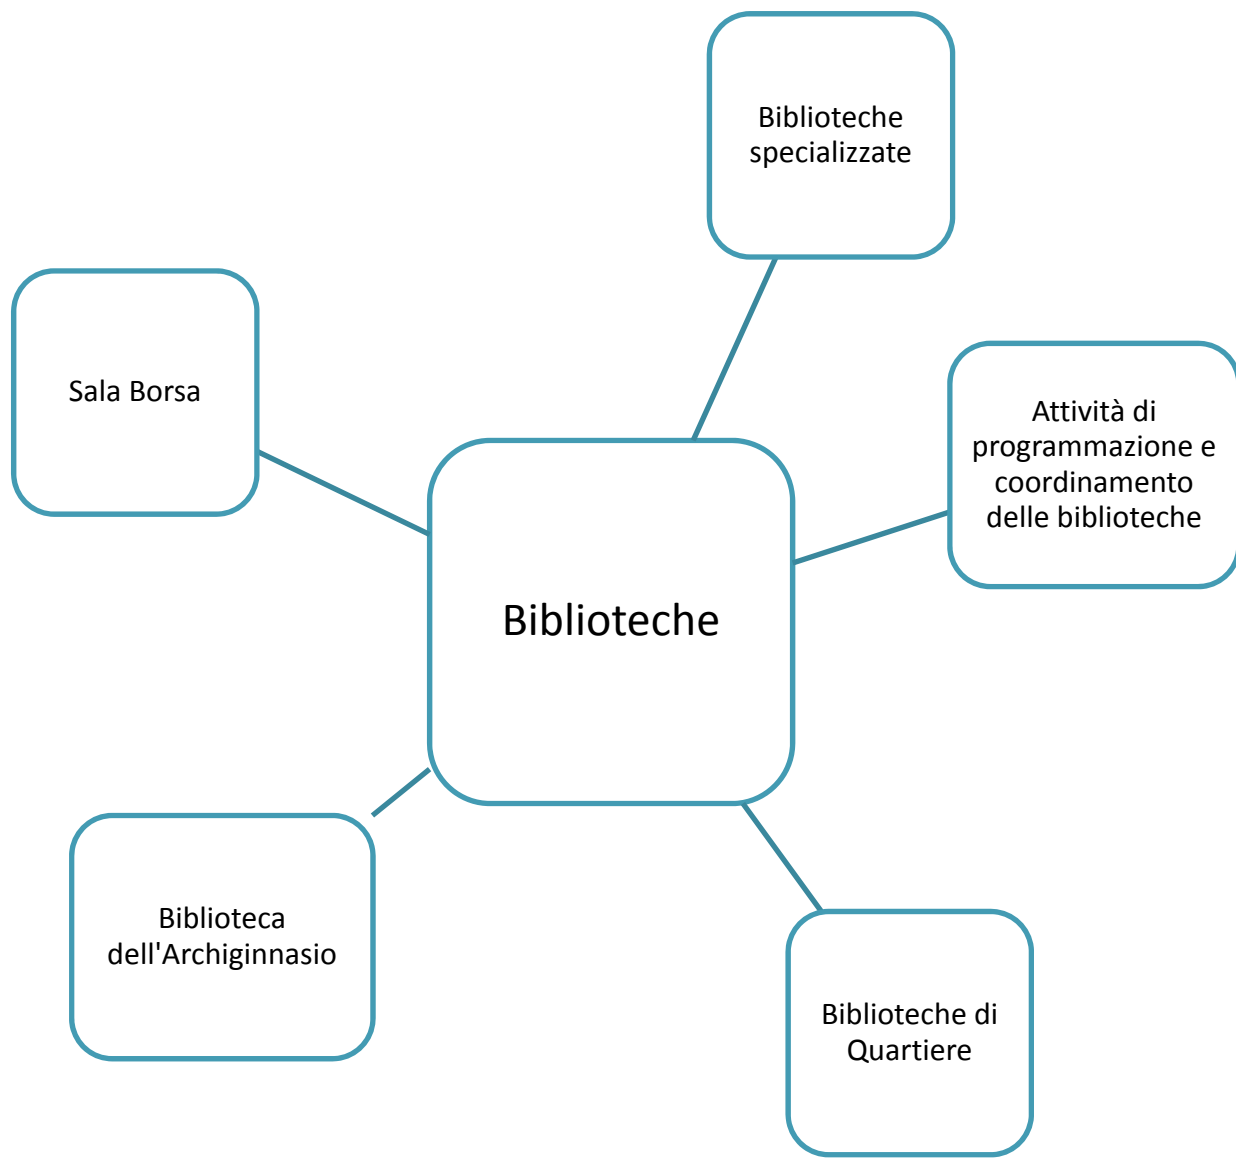 Biblioteche
specializzate
Sala Borsa
Attività di
programmazione e
coordinamento
delle biblioteche
Biblioteche
Biblioteca
dell'Archiginnasio
Biblioteche di
Quartiere